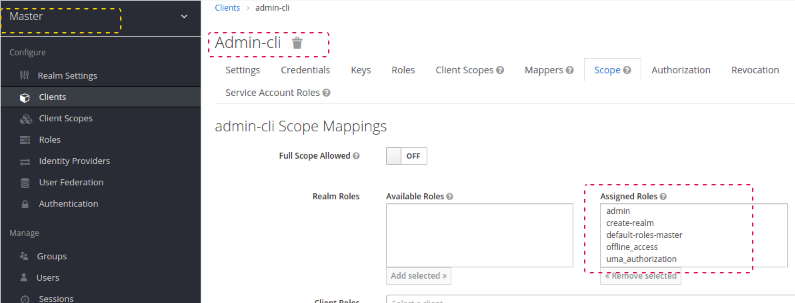 Master
Clients > admin-cli
Configure
Admin-cli
Realm Settings
Clients
Client Scopes
Roles
Identity Providers
User Federation
Authentication
Manage
Groups
Users
Sessions
Settings Credentials Keys Roles Client Scopes Mappers Scope Authorization Revocation
Service Account Roles
admin-cli Scope Mappings
Full Scope Allowed OFF
Realm Roles Available Roles Assigned Roles
admin
create-realm
default-roles-master
offline_access
uma_authorization
Add selected » « Remove selected
Client Roles Select a client